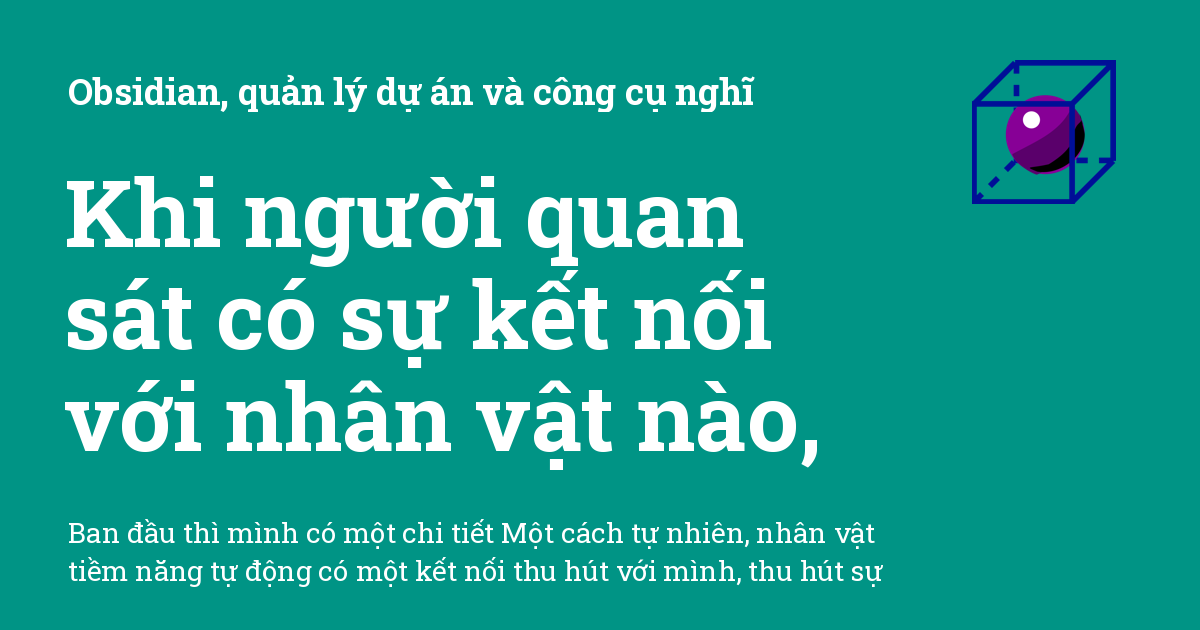 Obsidian, quản lý dự án và công cụ nghĩ
Khi người quan
sát có sự kết nối
với nhân vật nào,
Ban đầu thì mình có một chi tiết Một cách tự nhiên, nhân vật
tiềm năng tự động có một kết nối thu hút với mình, thu hút sự